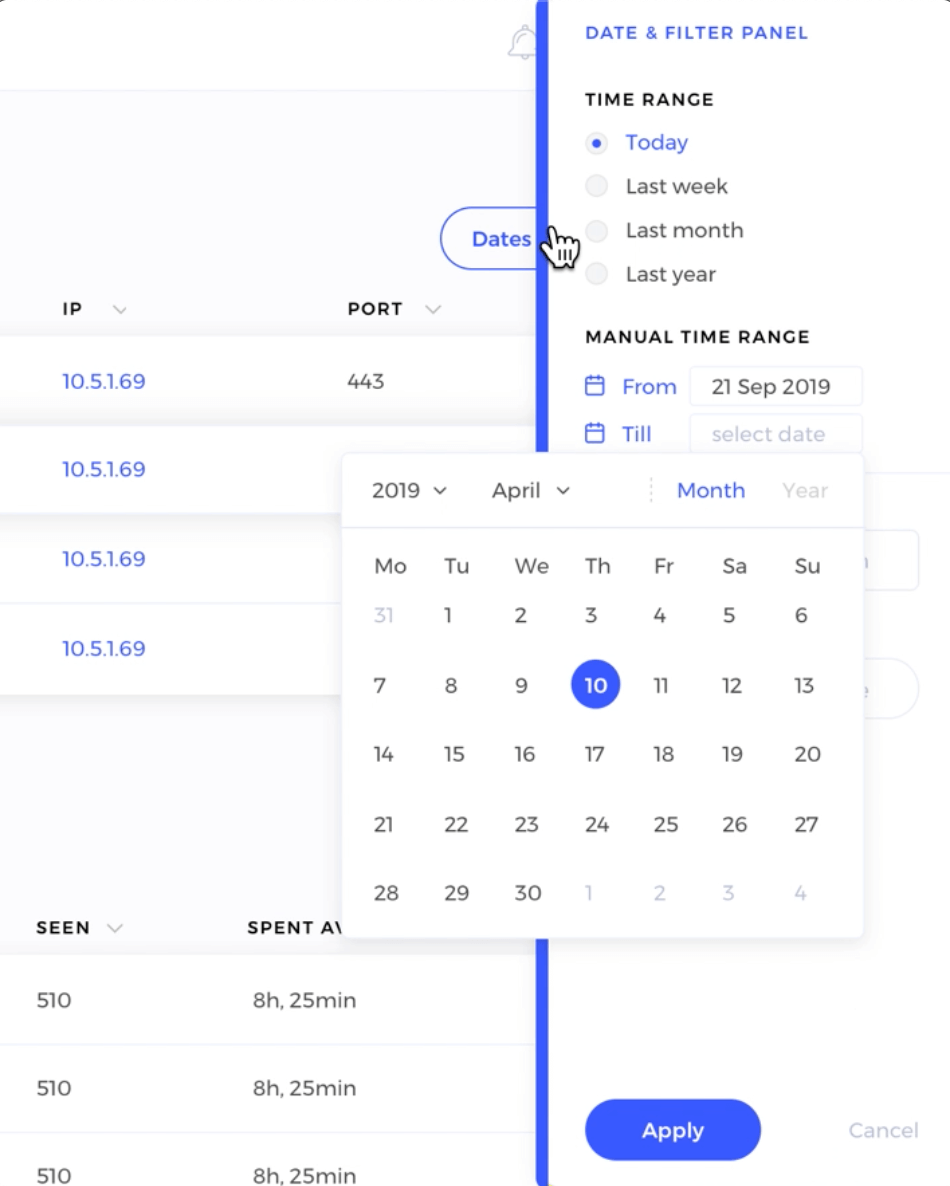 DATE & FILTER PANEL
TIME RANGE
Today
Last week
Last month
Last year
Dates
IP PORT
MANUAL TIME RANGE
10.5.1.69 443
From 21 Sep 2019
Till select date
10.5.1.69
10.5.1.69
10.5.1.69
2019 April Month Year
Mo Tu We Th Fr Sa Su
31 1 2 3 4 5 6
7 8 9 10 11 12 13
14 15 16 17 18 19 20
21 22 23 24 25 26 27
28 29 30 1 2 3 4
SEEN SPENT
510 8h, 25min
510 8h, 25min
510 8h, 25min
Apply Cancel